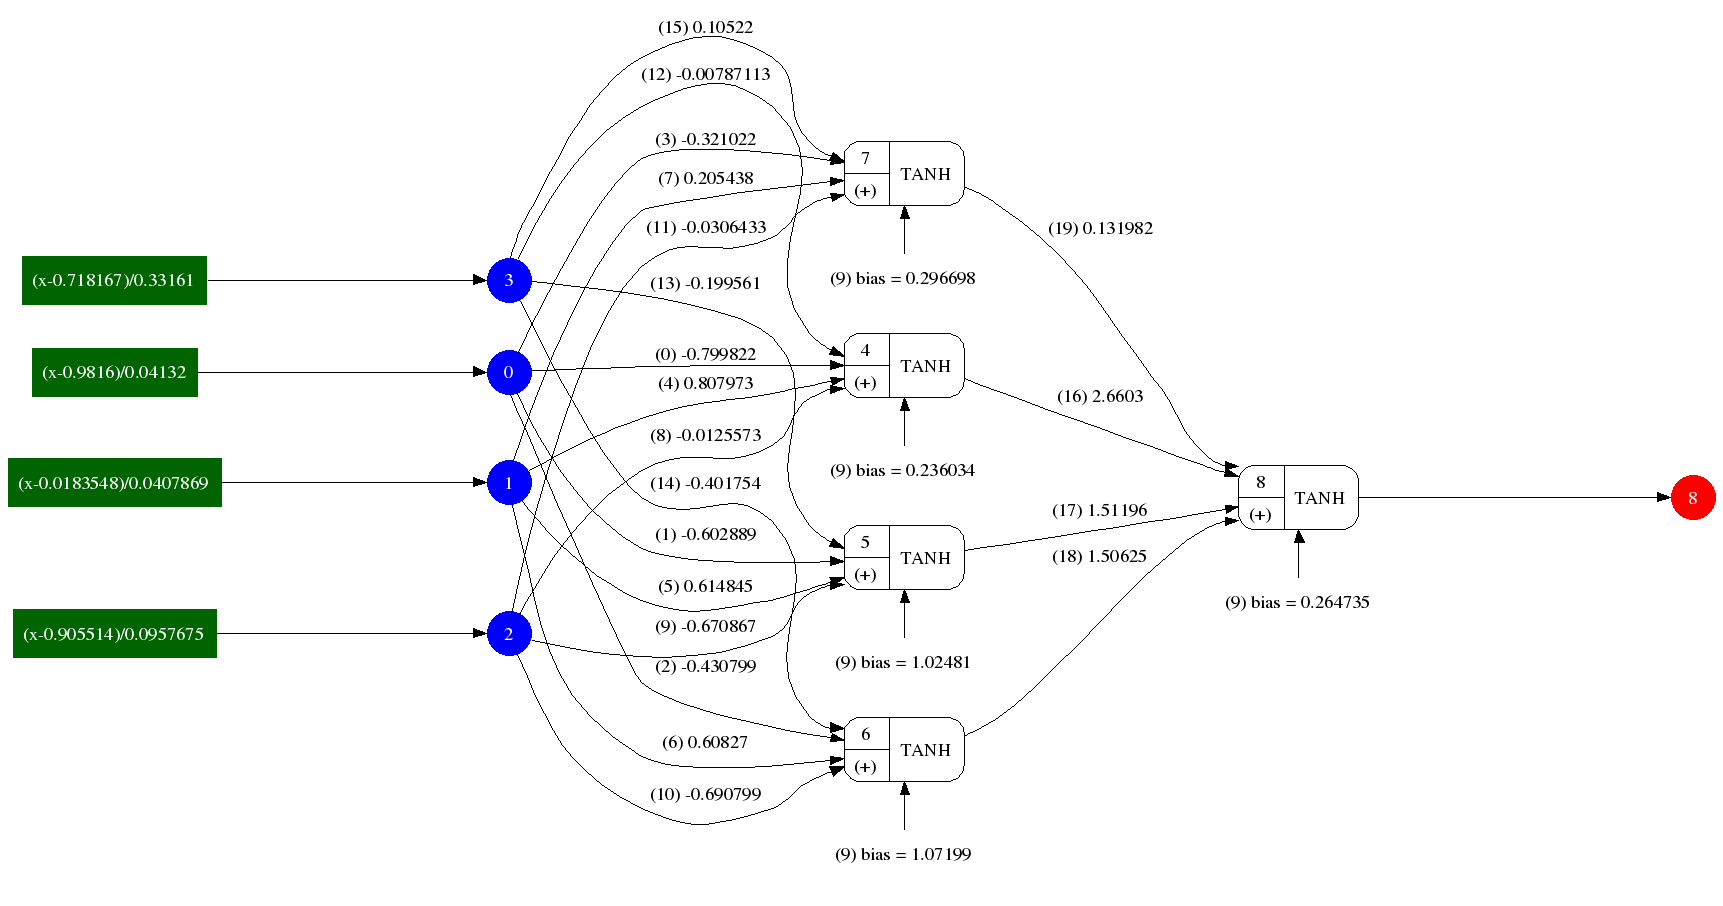 (x-0.718167)/0.33161
(x-0.9816)/0.04132
(x-0.0183548)/0.0407869
(x-0.905514)/0.0957675
3
0
1
2
(15) 0.10522
(12) -0.00787113
(3) -0.321022
(7) 0.205438
(11) -0.0306433
(13) -0.199561
(0) -0.799822
(4) 0.807973
(8) -0.0125573
(14) -0.401754
(1) -0.602889
(5) 0.614845
(9) -0.670867
(2) -0.430799
(6) 0.60827
(10) -0.690799
7
(+)
TANH
(9) bias = 0.296698
4
(+)
TANH
(9) bias = 0.236034
5
(+)
TANH
(9) bias = 1.02481
6
(+)
TANH
(9) bias = 1.07199
(19) 0.131982
(16) 2.6603
(17) 1.51196
(18) 1.50625
8
(+)
TANH
(9) bias = 0.264735
8